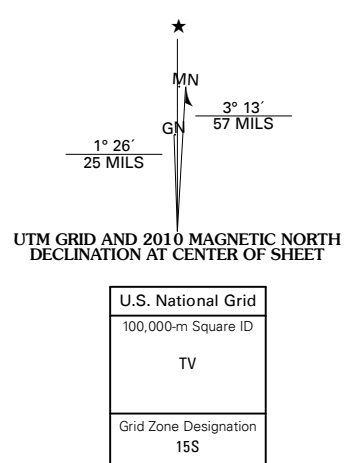 ★
MN
3° 13´
57 MILS
GN
1° 26´
25 MILS
UTM GRID AND 2010 MAGNETIC NORTH
DECLINATION AT CENTER OF SHEET
U.S. National Grid
100,000-m Square ID
TV
Grid Zone Designation
15S